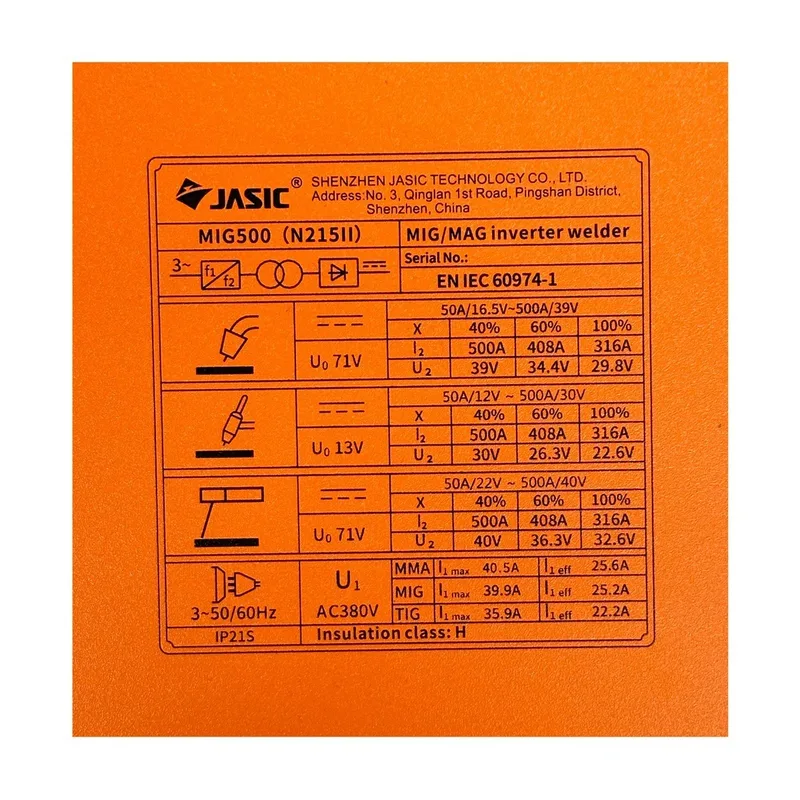 JASIC® SHENZHEN JASIC TECHNOLOGY CO., LTD.
Address:No. 3, Qinglan 1st Road, Pingshan District,
Shenzhen, China
MIG500 (N215II) MIG/MAG inverter welder
Serial No.:
3~ f1 f2 EN IEC 60974-1
50A/16.5V~500A/39V
X 40% 60% 100%
I2 500A 408A 316A
U0 71V U2 39V 34.4V 29.8V
50A/12V ~ 500A/30V
X 40% 60% 100%
I2 500A 408A 316A
U0 13V U2 30V 26.3V 22.6V
50A/22V ~ 500A/40V
X 40% 60% 100%
I2 500A 408A 316A
U0 71V U2 40V 36.3V 32.6V
U1 MMA I1 max 40.5A I1 eff 25.6A
MIG I1 max 39.9A I1 eff 25.2A
3~50/60Hz AC380V TIG I1 max 35.9A I1 eff 22.2A
IP21S Insulation class: H